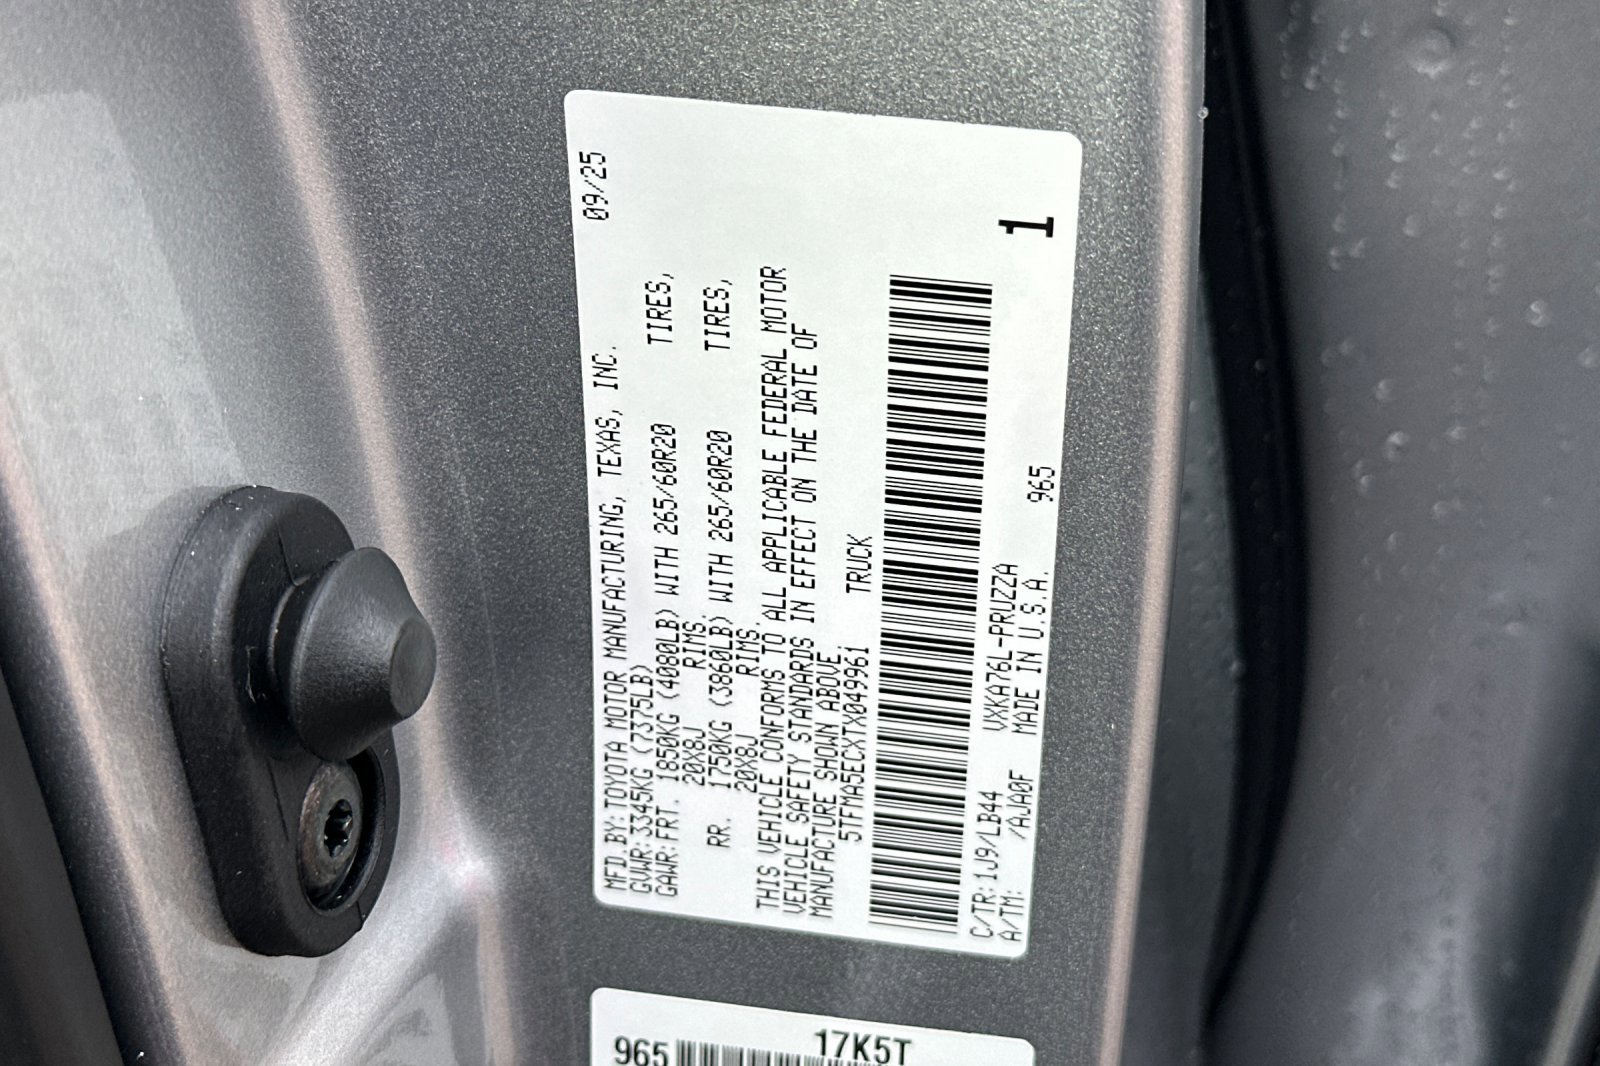 MFD. BY: TOYOTA MOTOR MANUFACTURING, TEXAS, INC. 09/25
GVWR: 3345KG (7375LB)
GAWR: FRT. 1850KG (4080LB) WITH 265/60R20 TIRES,
20X8J RIMS.
RR. 1750KG (3860LB) WITH 265/60R20 TIRES,
20X8J RIMS
THIS VEHICLE CONFORMS TO ALL APPLICABLE FEDERAL MOTOR
VEHICLE SAFETY STANDARDS IN EFFECT ON THE DATE OF
MANUFACTURE SHOWN ABOVE.
5TFMA5ECXTX049961 TRUCK
C/TR: 1J9/LB44 VXKA76L-PRUZZA
A/TM: /AJA0F MADE IN U.S.A. 965
1
965 17K5T